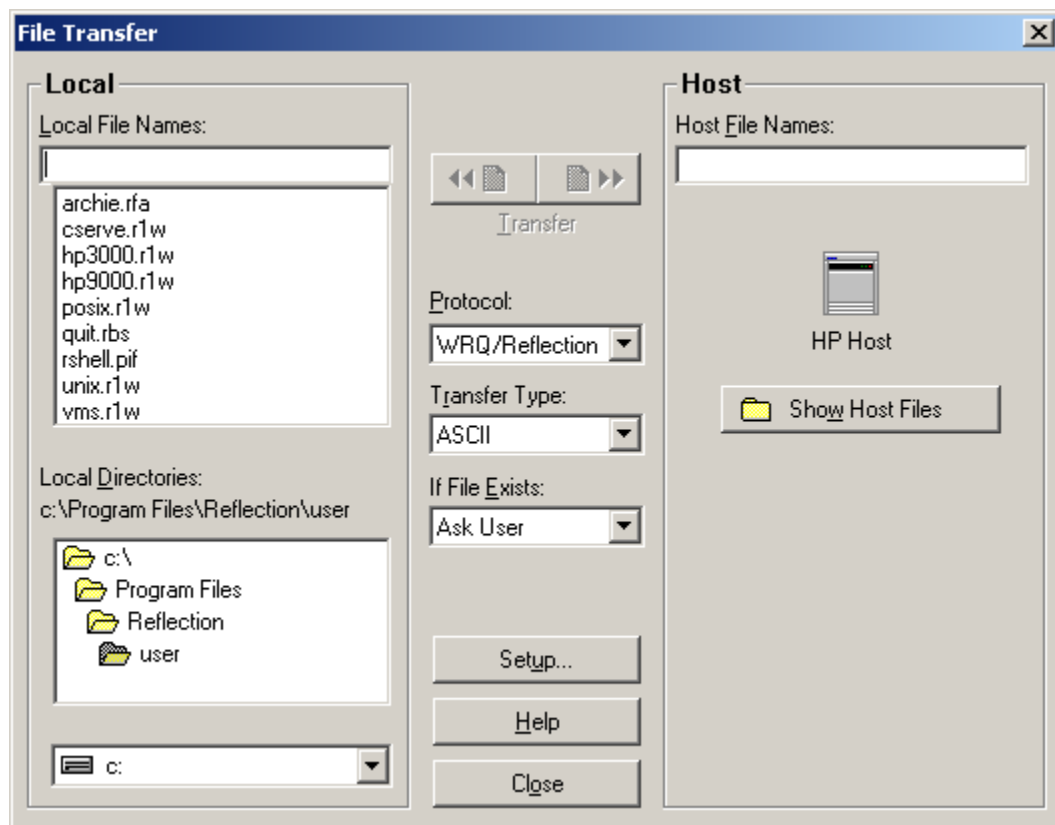 File Transfer
Local
Local File Names:
archie.rfa
cserve.r1w
hp3000.r1w
hp9000.r1w
posix.r1w
quit.rbs
rshell.pif
unix.r1w
vms.r1w
Local Directories:
c:\Program Files\Reflection\user
c:\
Program Files
Reflection
user
c:
Transfer
Protocol:
WRQ/Reflection
Transfer Type:
ASCII
If File Exists:
Ask User
Setup...
Help
Close
Host
Host File Names:
HP Host
Show Host Files